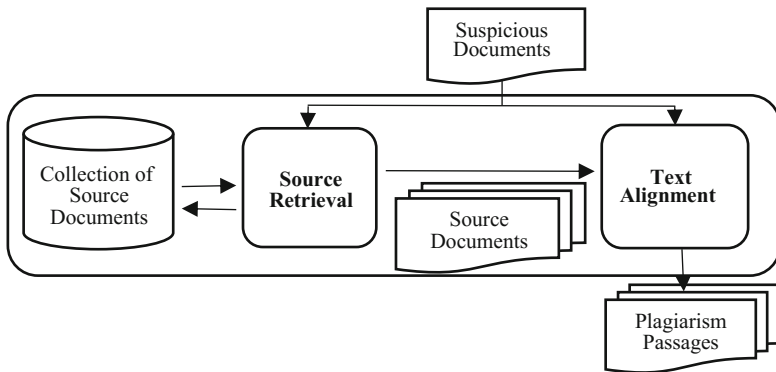 Suspicious
Documents
Collection of
Source
Documents
Source
Retrieval
Source
Documents
Text
Alignment
Plagiarism
Passages